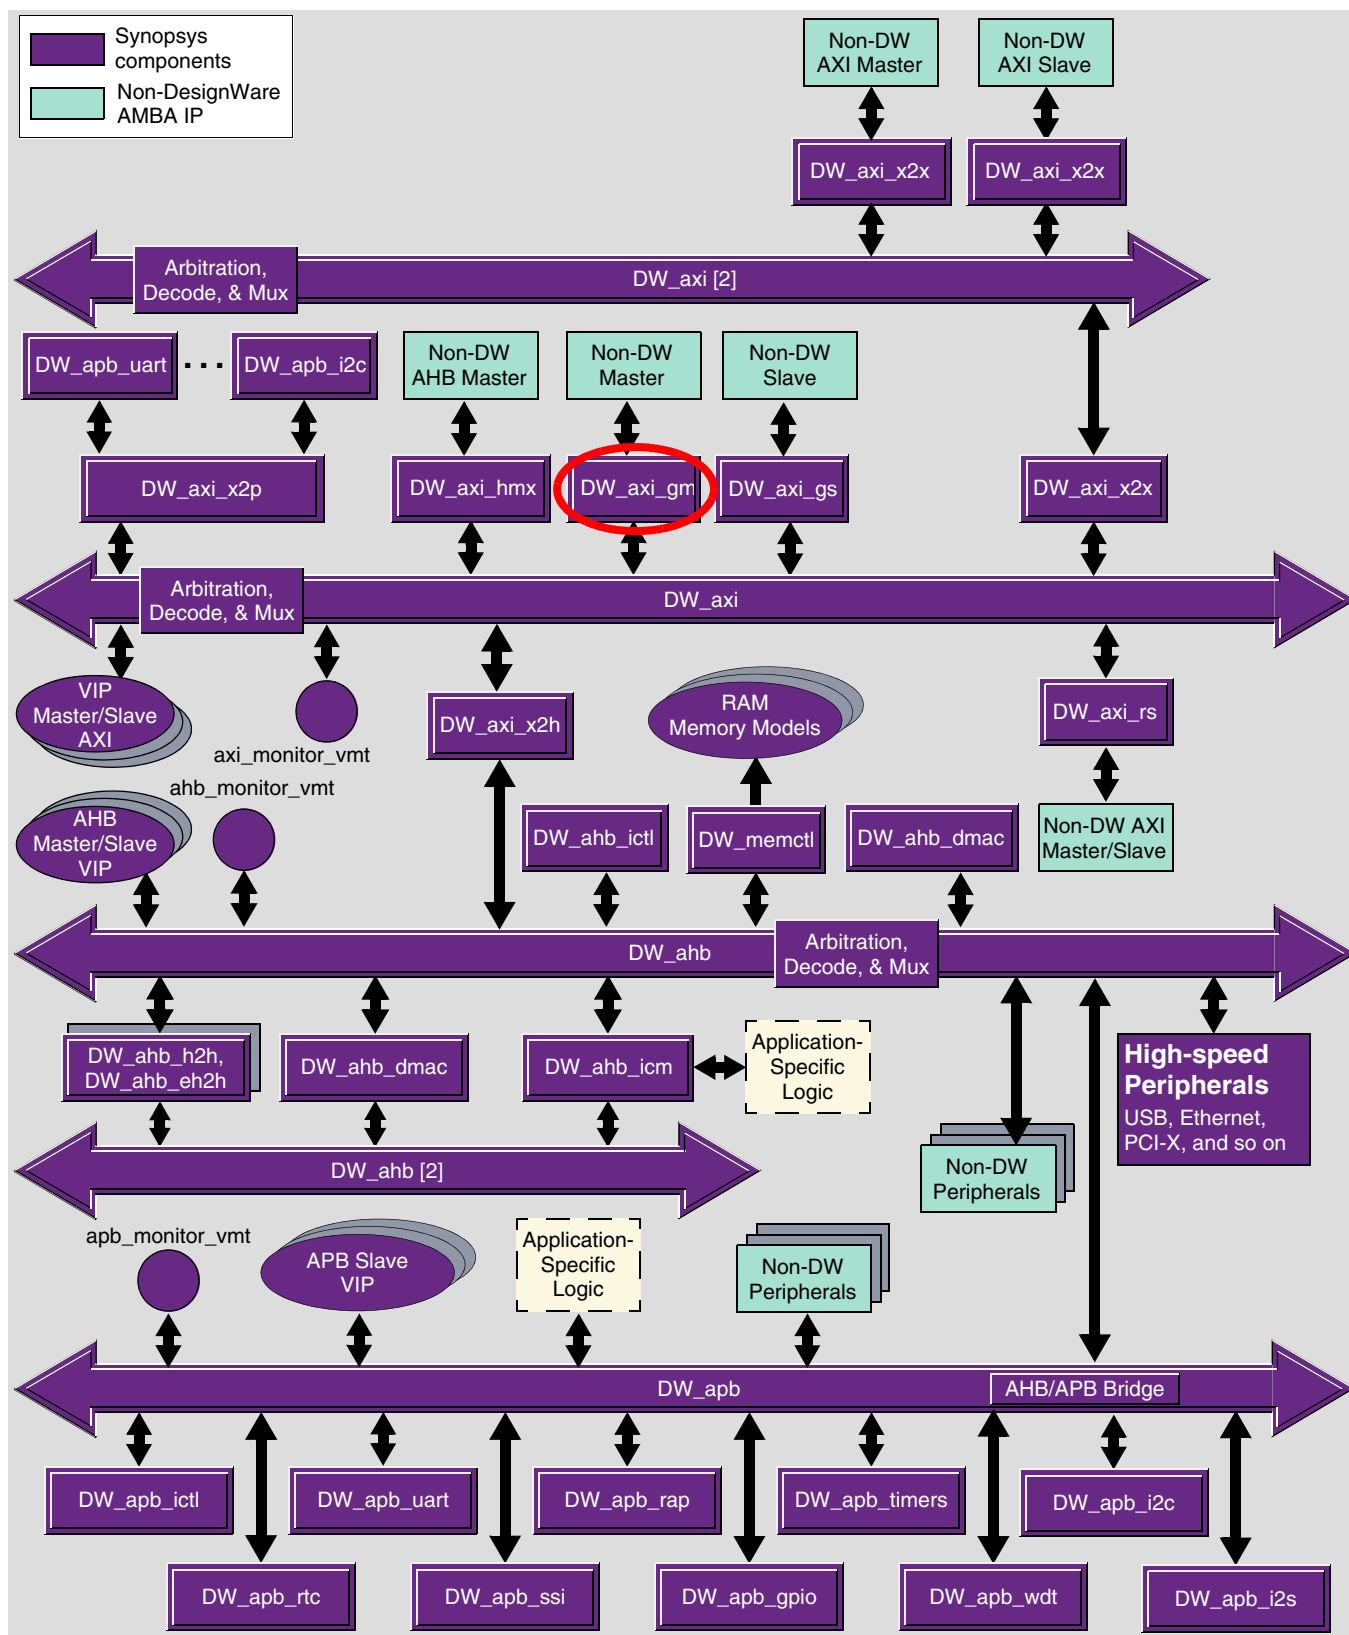 Synopsys
components
Non-DesignWare
AMBA IP
Non-DW
AXI Master
Non-DW
AXI Slave
DW_axi_x2x
DW_axi_x2x
Arbitration,
Decode, & Mux
DW_axi [2]
DW_apb_uart
...
DW_apb_i2c
Non-DW
AHB Master
Non-DW
Master
Non-DW
Slave
DW_axi_x2p
DW_axi_hmx
DW_axi_gm
DW_axi_gs
DW_axi_x2x
Arbitration,
Decode, & Mux
DW_axi
VIP
Master/Slave
AXI
axi_monitor_vmt
DW_axi_x2h
RAM
Memory Models
DW_axi_rs
ahb_monitor_vmt
AHB
Master/Slave
VIP
DW_ahb_ictl
DW_memctl
DW_ahb_dmac
Non-DW AXI
Master/Slave
DW_ahb
Arbitration,
Decode, & Mux
DW_ahb_h2h,
DW_ahb_eh2h
DW_ahb_dmac
DW_ahb_icm
Application-
Specific
Logic
High-speed
Peripherals
USB, Ethernet,
PCI-X, and so on
DW_ahb [2]
Non-DW
Peripherals
apb_monitor_vmt
APB Slave
VIP
Application-
Specific
Logic
Non-DW
Peripherals
DW_apb
AHB/APB Bridge
DW_apb_ictl
DW_apb_uart
DW_apb_rap
DW_apb_timers
DW_apb_i2c
DW_apb_rtc
DW_apb_ssi
DW_apb_gpio
DW_apb_wdt
DW_apb_i2s